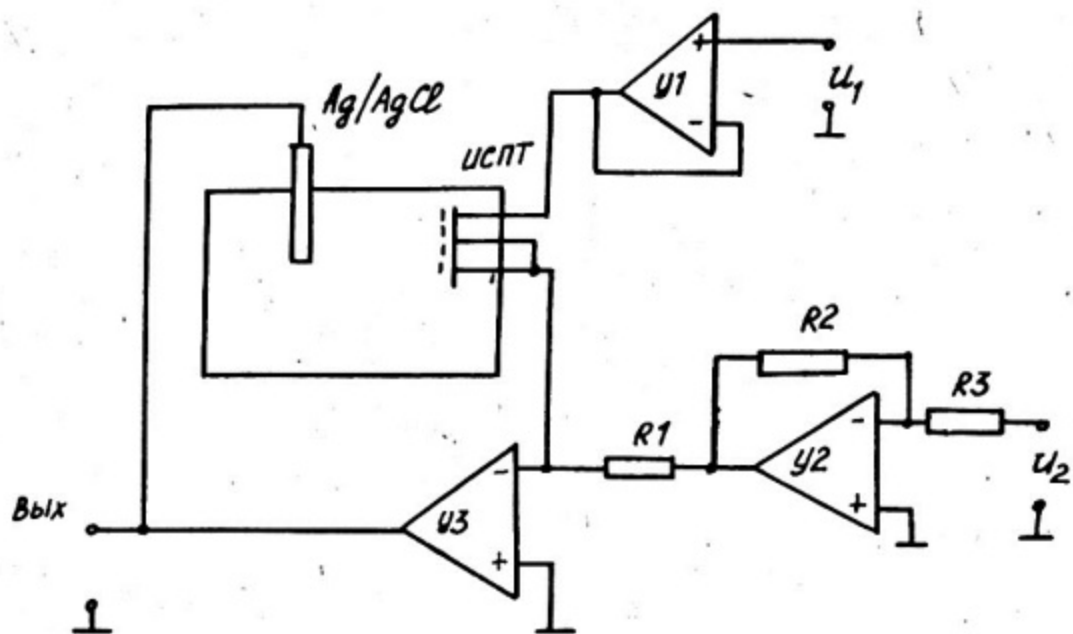 Ag/AgCl
ИСПТ
У1
+
-
U1
R2
R3
R1
У2
-
+
U2
У3
-
+
Вых